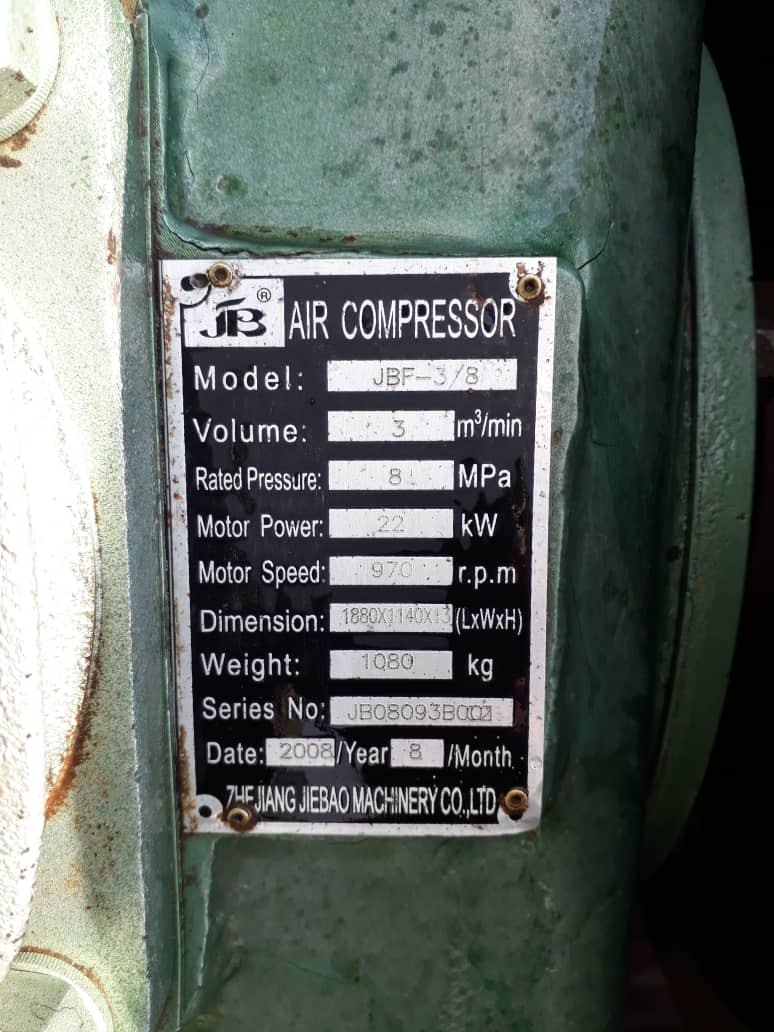 JB ® AIR COMPRESSOR
Model: JBF-3/8
Volume: 3 m³/min
Rated Pressure: 8 MPa
Motor Power: 22 kW
Motor Speed: 970 r.p.m
Dimension: 1880X1140X13 (LxWxH)
Weight: 1080 kg
Series No:
Date: 2008/Year 8/Month
ZHEJIANG JIEBAO MACHINERY CO.,LTD